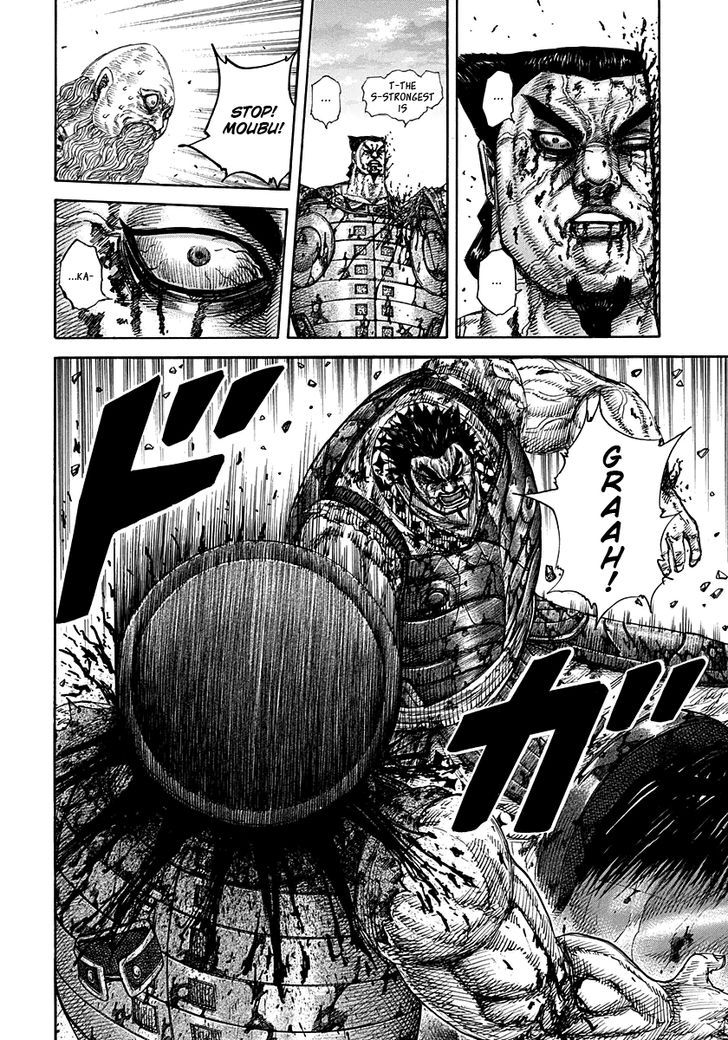 ...
...
T-THE
S-STRONGEST
IS
...
STOP!
MOUBU!
...KA-
GRAAH!
ドガ